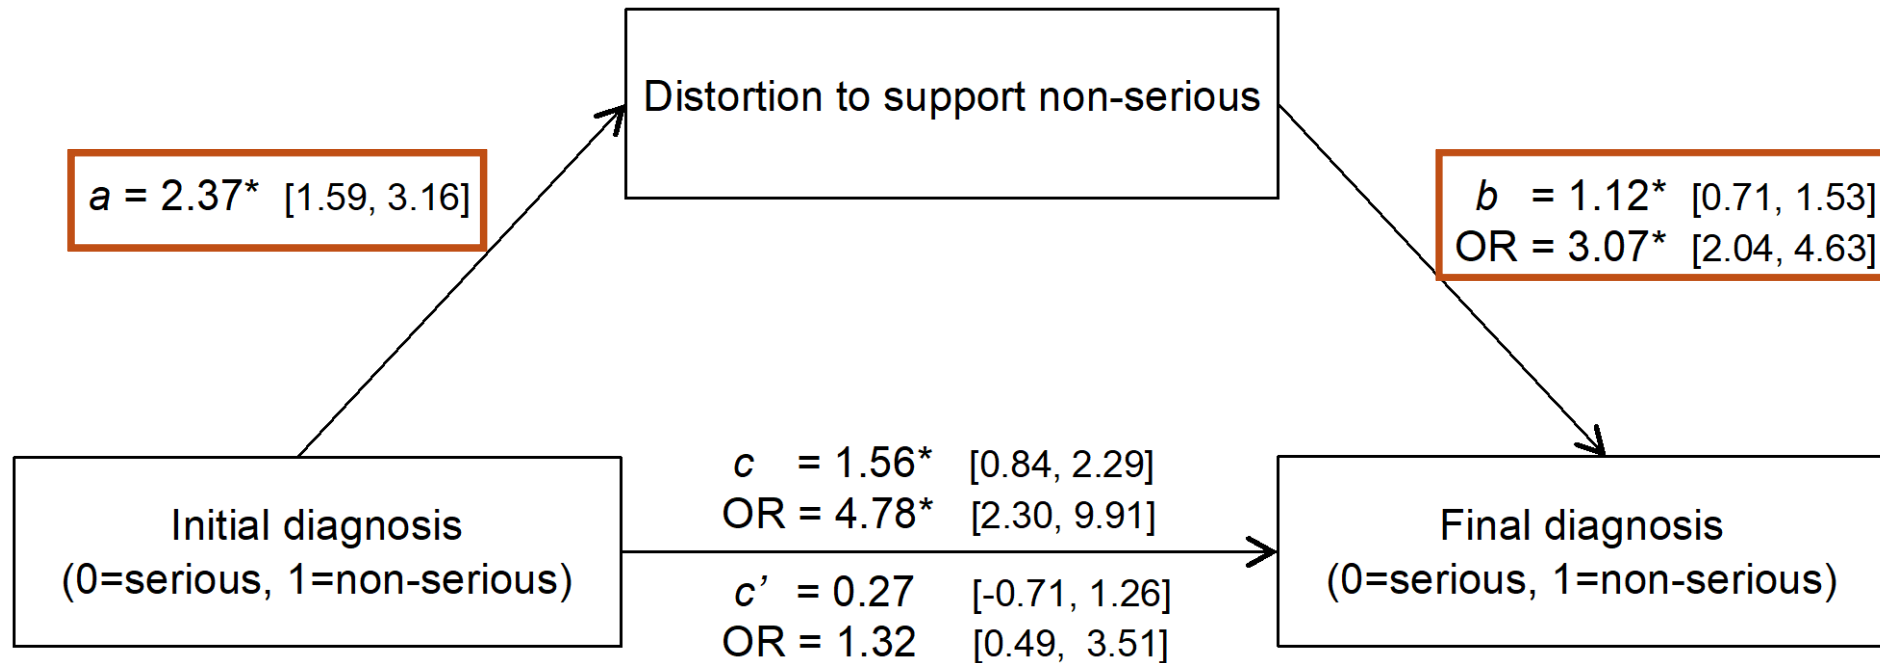 Distortion to support non-serious
a = 2.37* [1.59, 3.16]
b = 1.12* [0.71, 1.53]
OR = 3.07* [2.04, 4.63]
c = 1.56* [0.84, 2.29]
OR = 4.78* [2.30, 9.91]
Initial diagnosis
(0=serious, 1=non-serious)
Final diagnosis
(0=serious, 1=non-serious)
c’ = 0.27 [-0.71, 1.26]
OR = 1.32 [0.49, 3.51]